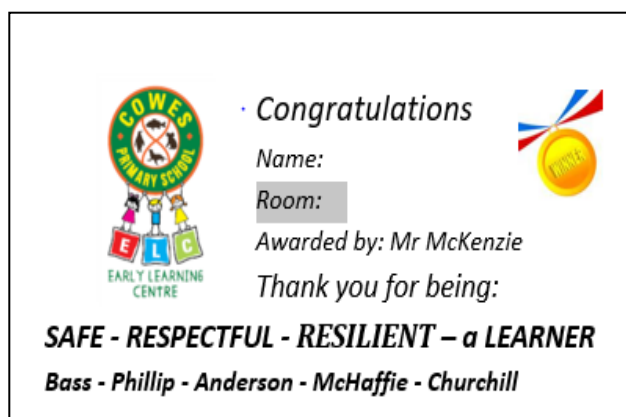 COWES
PRIMARY SCHOOL
E L C
EARLY LEARNING
CENTRE
Congratulations
WINNER
Name:
Room:
Awarded by: Mr McKenzie
Thank you for being:
SAFE - RESPECTFUL - RESILIENT – a LEARNER
Bass - Phillip - Anderson - McHaffie - Churchill